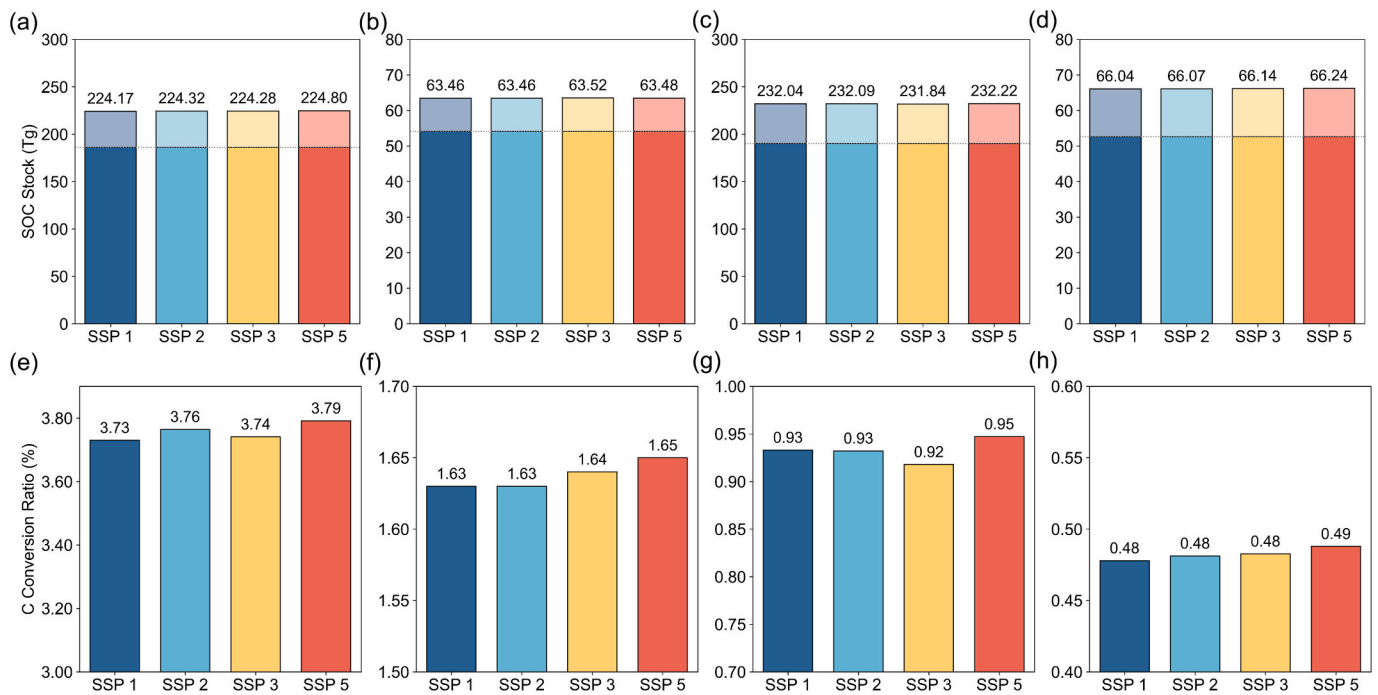 (a)
SOC Stock (Tg)
300
250
200
150
100
50
0
224.17 224.32 224.28 224.80
SSP 1 SSP 2 SSP 3 SSP 5
(b)
80
70
60
50
40
30
20
10
0
63.46 63.46 63.52 63.48
SSP 1 SSP 2 SSP 3 SSP 5
(c)
300
250
200
150
100
50
0
232.04 232.09 231.84 232.22
SSP 1 SSP 2 SSP 3 SSP 5
(d)
80
70
60
50
40
30
20
10
0
66.04 66.07 66.14 66.24
SSP 1 SSP 2 SSP 3 SSP 5
(e)
C Conversion Ratio (%)
3.80
3.60
3.40
3.20
3.00
3.73 3.76 3.74 3.79
SSP 1 SSP 2 SSP 3 SSP 5
(f)
1.70
1.65
1.60
1.55
1.50
1.63 1.63 1.64 1.65
SSP 1 SSP 2 SSP 3 SSP 5
(g)
1.00
0.95
0.90
0.85
0.80
0.75
0.70
0.93 0.93 0.92 0.95
SSP 1 SSP 2 SSP 3 SSP 5
(h)
0.60
0.55
0.50
0.45
0.40
0.48 0.48 0.48 0.49
SSP 1 SSP 2 SSP 3 SSP 5